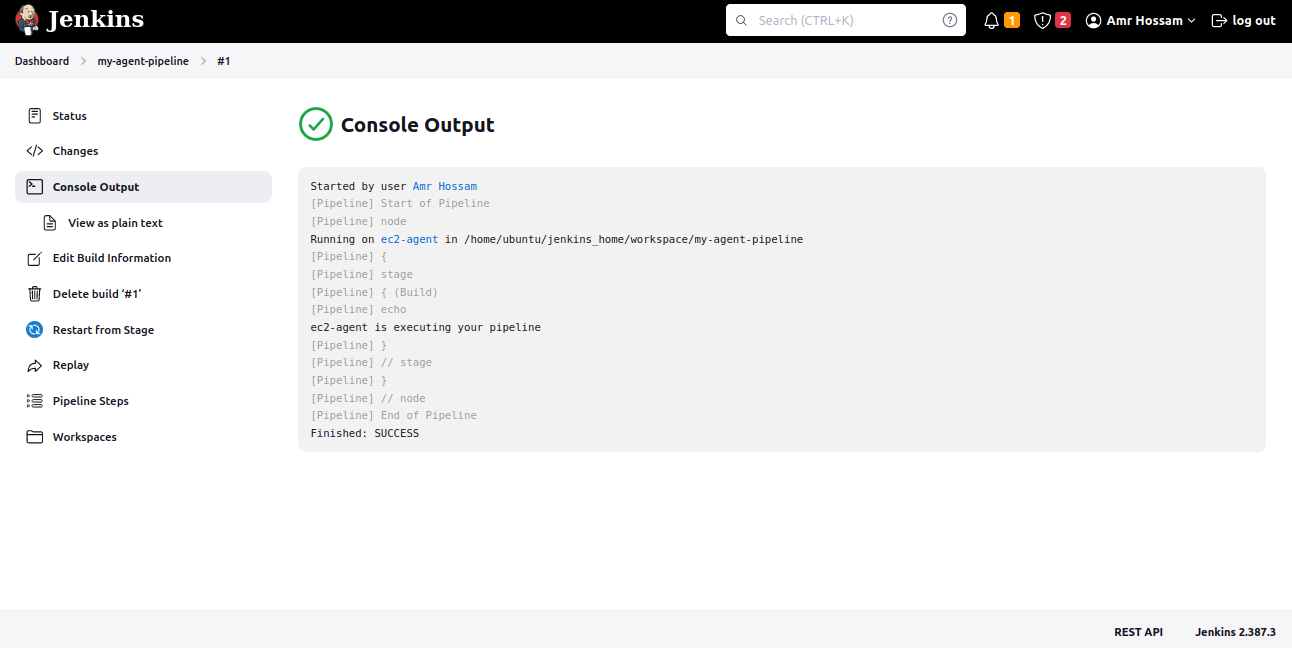 Jenkins
Search (CTRL+K)
1
2
Amr Hossam
log out
Dashboard
my-agent-pipeline
#1
Status
Changes
Console Output
View as plain text
Edit Build Information
Delete build ‘#1’
Restart from Stage
Replay
Pipeline Steps
Workspaces
Console Output
Started by user Amr Hossam
[Pipeline] Start of Pipeline
[Pipeline] node
Running on ec2-agent in /home/ubuntu/jenkins_home/workspace/my-agent-pipeline
[Pipeline] {
[Pipeline] stage
[Pipeline] { (Build)
[Pipeline] echo
ec2-agent is executing your pipeline
[Pipeline] }
[Pipeline] // stage
[Pipeline] }
[Pipeline] // node
[Pipeline] End of Pipeline
Finished: SUCCESS
REST API
Jenkins 2.387.3